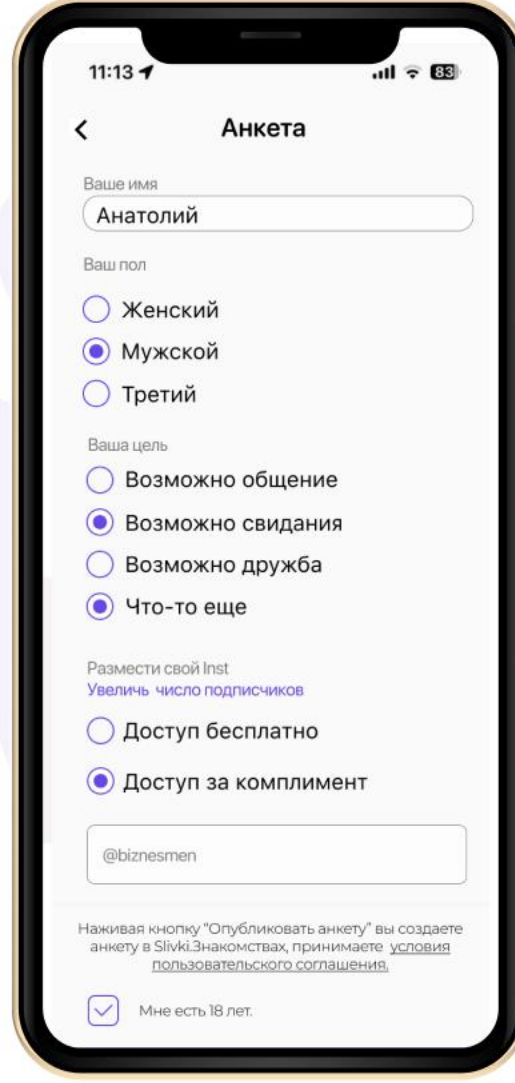 11:13
83
Анкета
Ваше имя
Анатолий
Ваш пол
Женский
Мужской
Третий
Ваша цель
Возможно общение
Возможно свидания
Возможно дружба
Что-то еще
Размести свой Inst
Увеличь число подписчиков
Доступ бесплатно
Доступ за комплимент
@biznesmen
Наживая кнопку "Опубликовать анкету" вы создаете
анкету в Slivki.Знакомствах, принимаете условия
пользовательского соглашения.
Мне есть 18 лет.